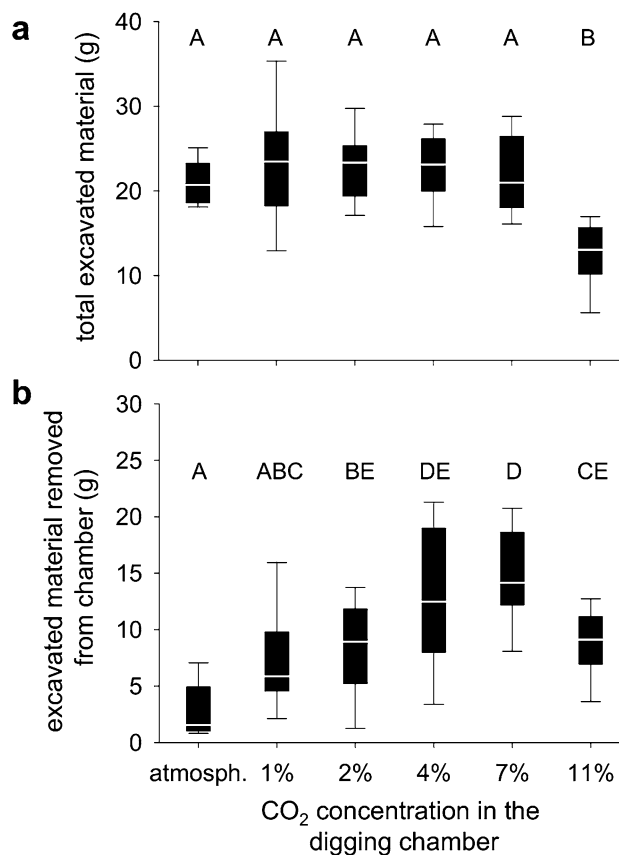 a
total excavated material (g)
40
30
20
10
0
A A A A A B
b
excavated material removed
from chamber (g)
30
25
20
15
10
5
0
A ABC BE DE D CE
atmosph. 1% 2% 4% 7% 11%
CO₂ concentration in the
digging chamber